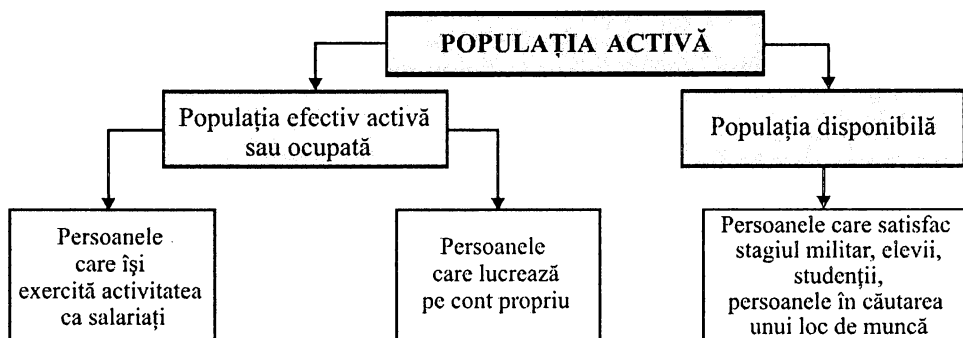 POPULAȚIA ACTIVĂ
Populația efectiv activă
sau ocupată
Populația disponibilă
Persoanele
care își
exercită activitatea
ca salariați
Persoanele
care lucrează
pe cont propriu
Persoanele care satisfac
stagiul militar, elevii,
studenții,
persoanele în căutarea
unui loc de muncă